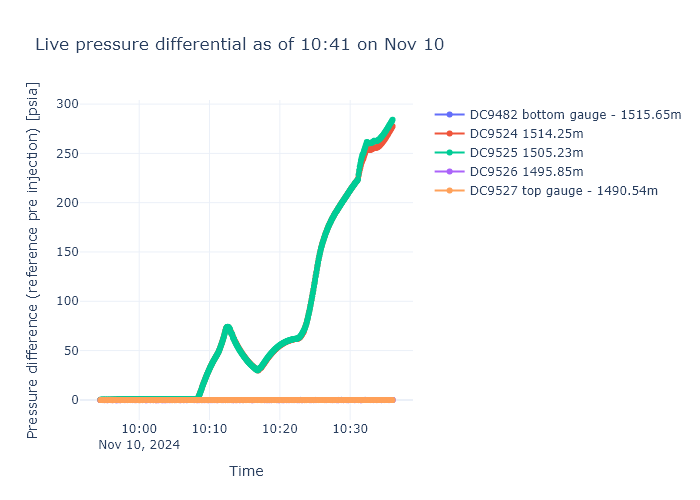 Live pressure differential as of 10:41 on Nov 10
Pressure difference (reference pre injection) [psia]
300
250
200
150
100
50
0
10:00
10:10
10:20
10:30
Nov 10, 2024
Time
DC9482 bottom gauge - 1515.65m
DC9524 1514.25m
DC9525 1505.23m
DC9526 1495.85m
DC9527 top gauge - 1490.54m